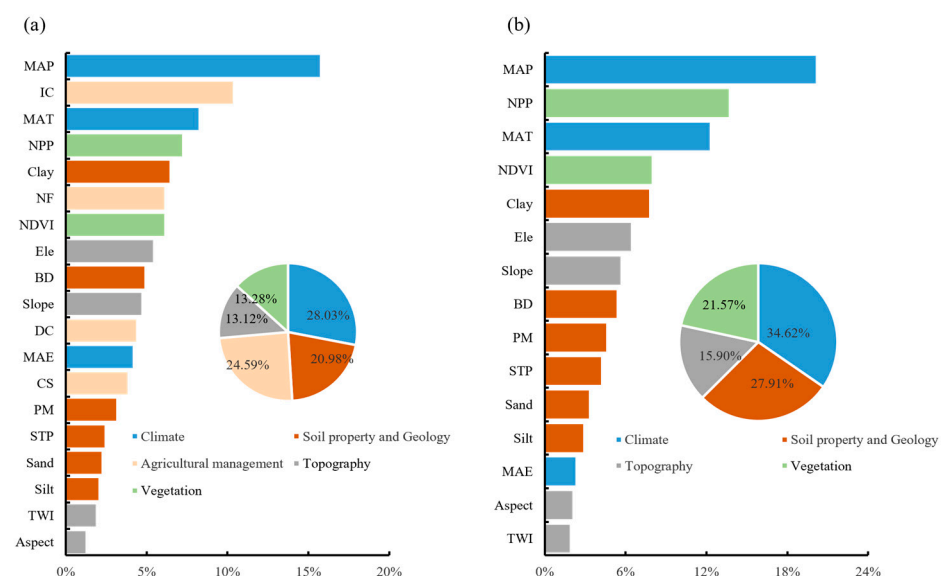 (a)
MAP
IC
MAT
NPP
Clay
NF
NDVI
Ele
BD
Slope
DC
MAE
CS
PM
STP
Sand
Silt
TWI
Aspect
0% 5% 10% 15% 20%
13.28%
28.03%
13.12%
24.59%
20.98%
Climate Soil property and Geology
Agricultural management Topography
Vegetation
(b)
MAP
NPP
MAT
NDVI
Clay
Ele
Slope
BD
PM
STP
Sand
Silt
MAE
Aspect
TWI
0% 6% 12% 18% 24%
21.57%
34.62%
15.90%
27.91%
Climate Soil property and Geology
Topography Vegetation